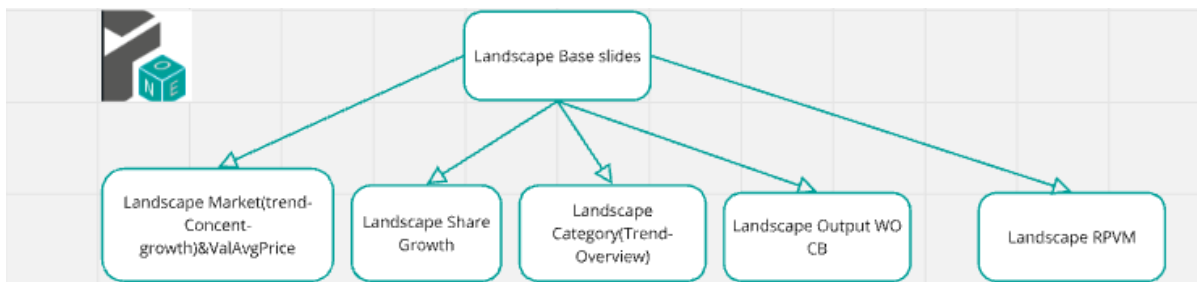 O
N E
Landscape Base slides
Landscape Market(trend-
Concent-
growth)&ValAvgPrice
Landscape Share
Growth
Landscape
Category(Trend-
Overview)
Landscape Output WO
CB
Landscape RPVM